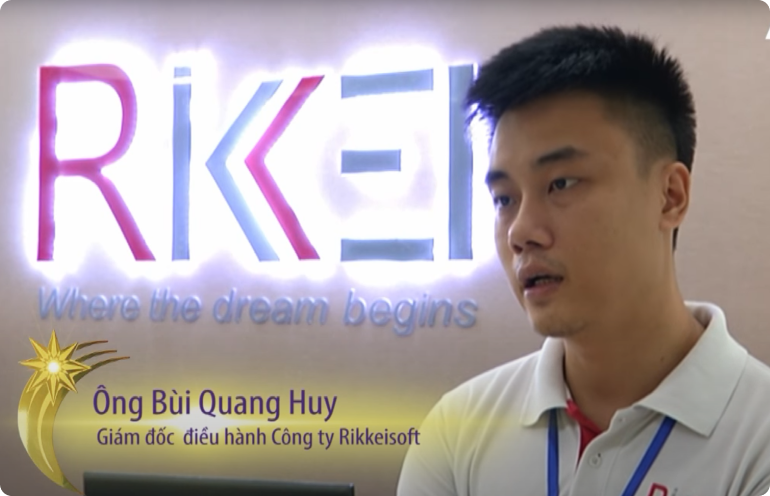 RIKKEI
Where the dream begins
Ông Bùi Quang Huy
Giám đốc điều hành Công ty Rikkeisoft